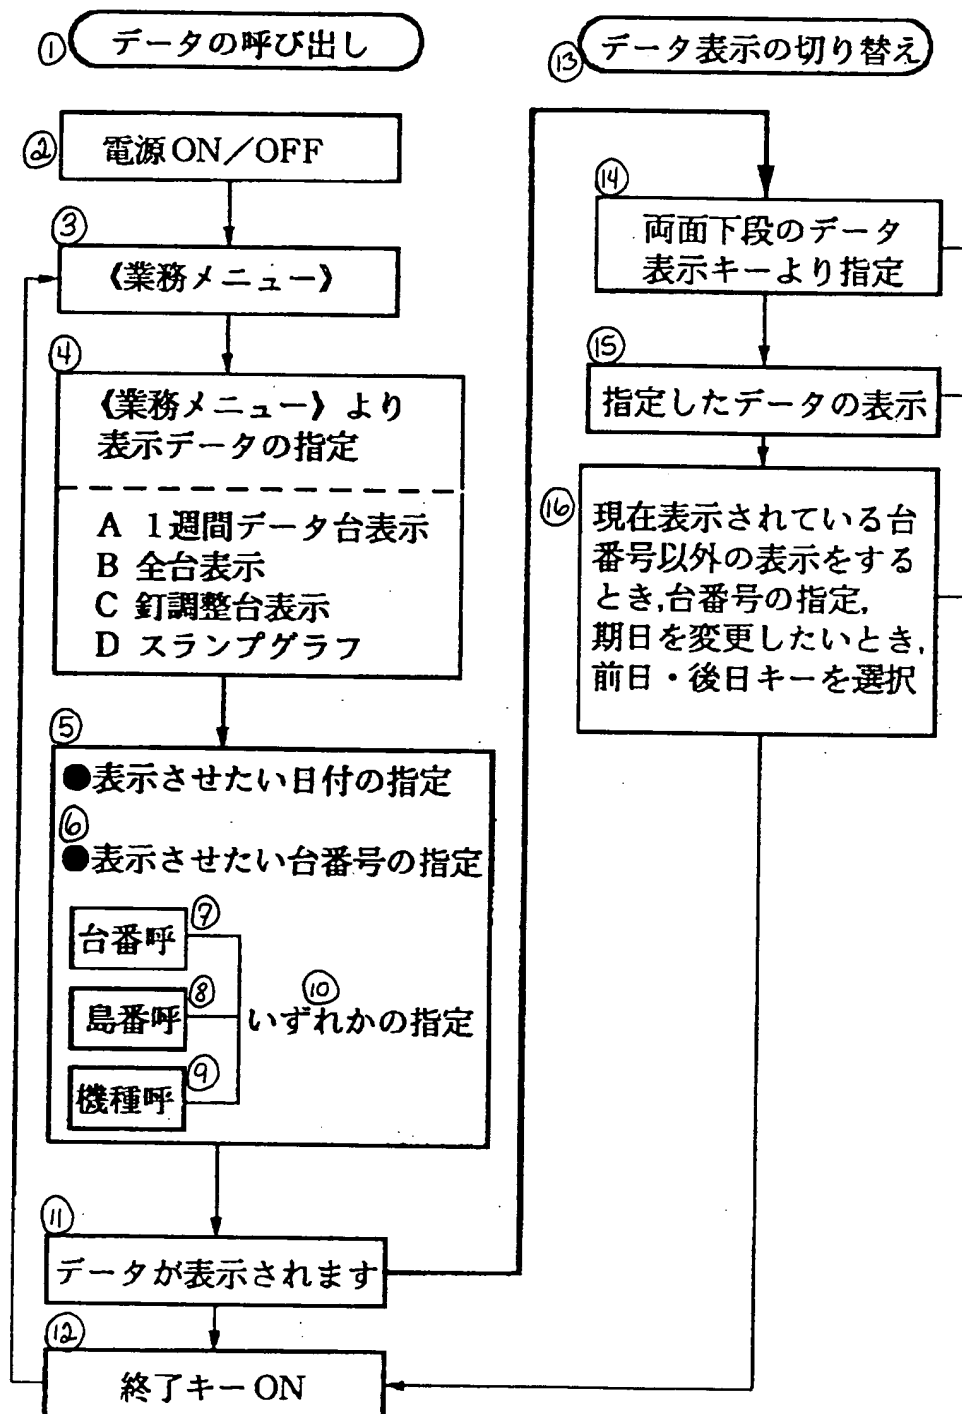 ① データの呼び出し
② 電源ON/OFF
③
《業務メニュー》
④
《業務メニュー》より
表示データの指定
A 1週間データ台表示
B 全台表示
C 釘調整台表示
D スランプグラフ
⑤
●表示させたい日付の指定
⑥
●表示させたい台番号の指定
台番呼 ⑦
島番呼 ⑧
機種呼 ⑨
⑩
いずれかの指定
⑪
データが表示されます
⑫
終了キーON
⑬ データ表示の切り替え
⑭
両面下段のデータ
表示キーより指定
⑮
指定したデータの表示
⑯ 現在表示されている台
番号以外の表示をする
とき,台番号の指定,
期日を変更したいとき,
前日・後日キーを選択